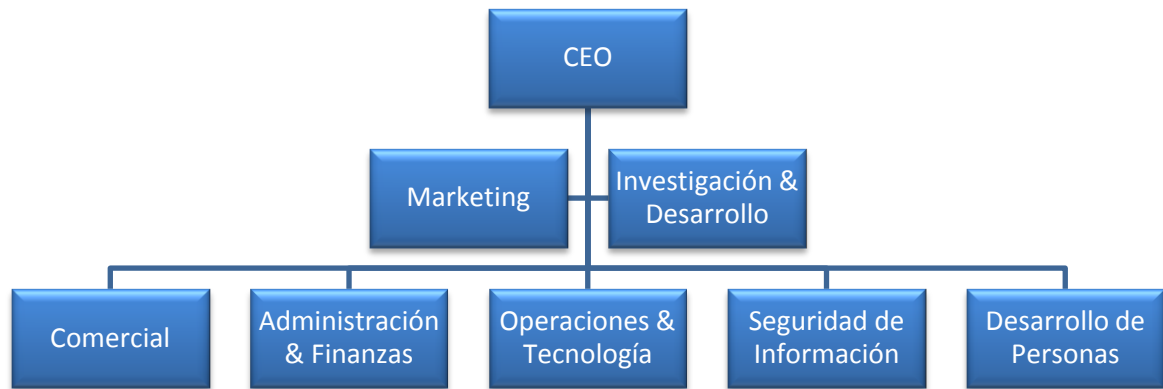 CEO
Marketing
Investigación &
Desarrollo
Comercial
Administración
& Finanzas
Operaciones &
Tecnología
Seguridad de
Información
Desarrollo de
Personas